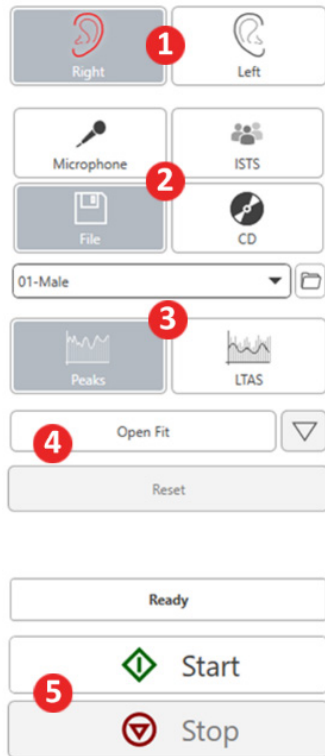 1
Right
Left
Microphone
ISTS
2
File
CD
01-Male
3
Peaks
LTAS
4
Open Fit
Reset
Ready
Start
5
Stop